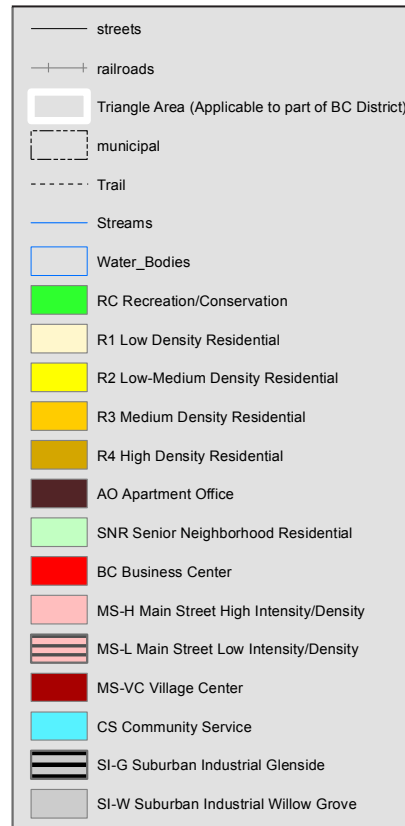 streets
railroads
Triangle Area (Applicable to part of BC District)
municipal
Trail
Streams
Water_Bodies
RC Recreation/Conservation
R1 Low Density Residential
R2 Low-Medium Density Residential
R3 Medium Density Residential
R4 High Density Residential
AO Apartment Office
SNR Senior Neighborhood Residential
BC Business Center
MS-H Main Street High Intensity/Density
MS-L Main Street Low Intensity/Density
MS-VC Village Center
CS Community Service
SI-G Suburban Industrial Glenside
SI-W Suburban Industrial Willow Grove